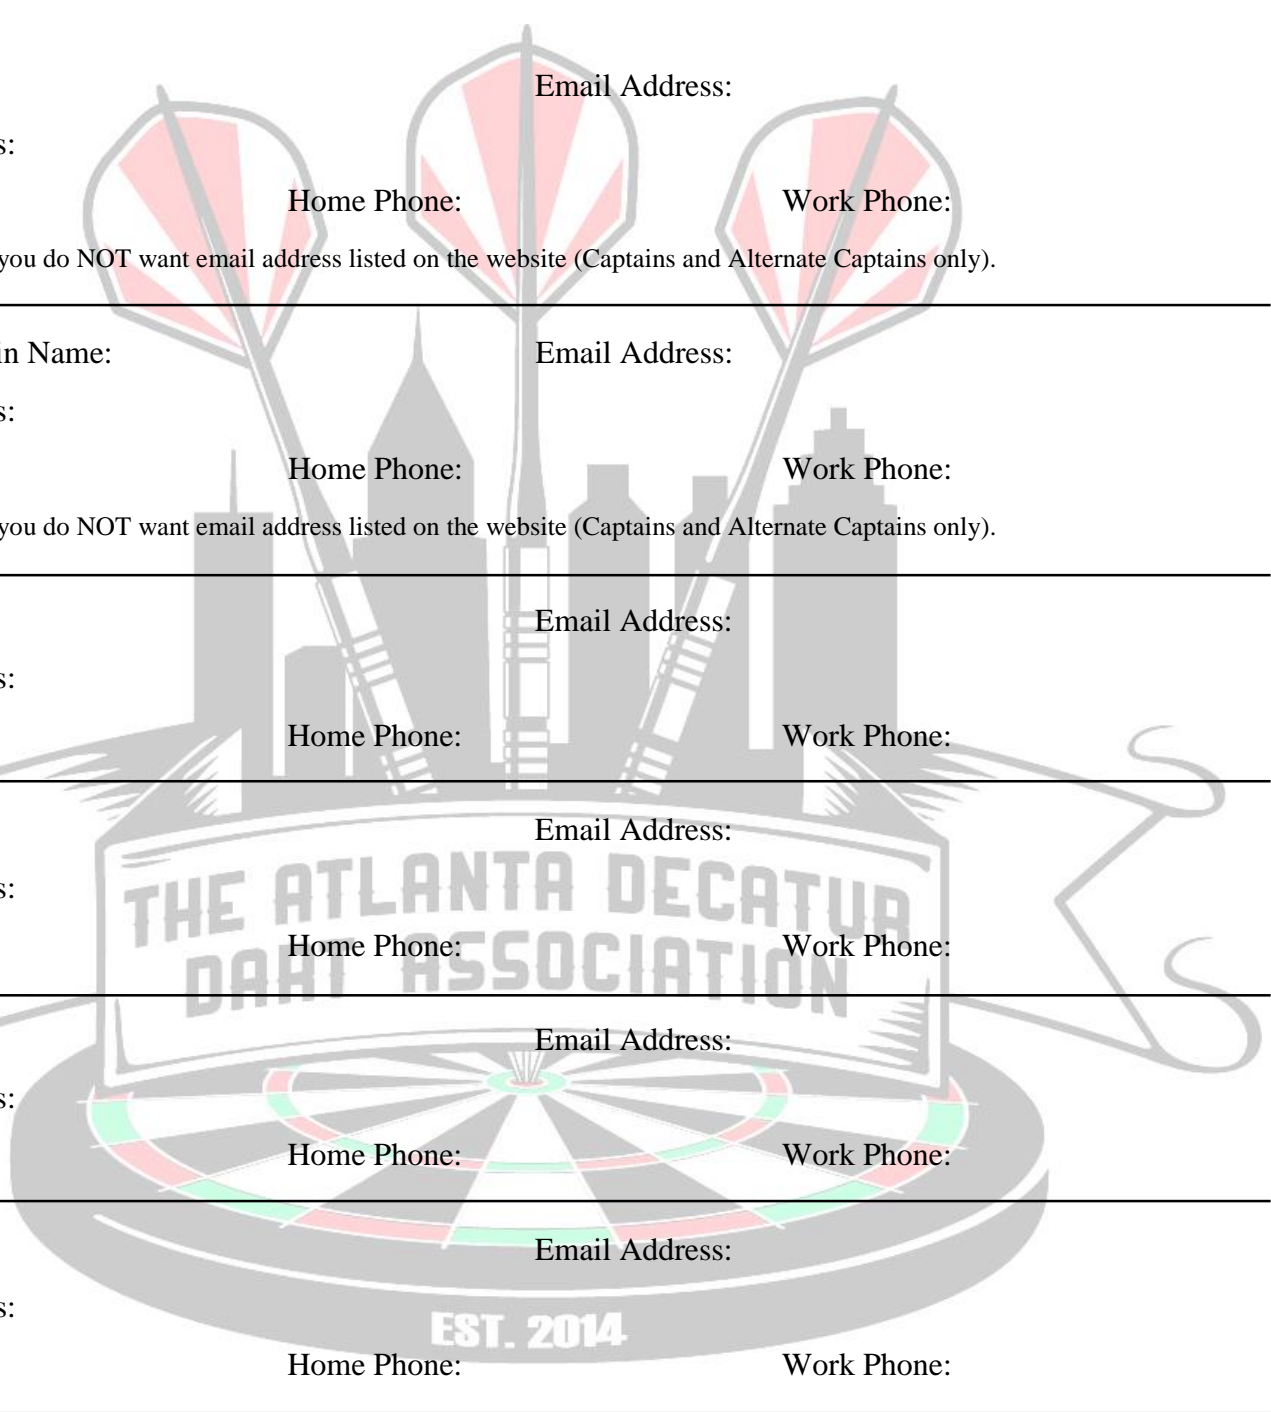 Email Address:
s:
Home Phone: Work Phone:
you do NOT want email address listed on the website (Captains and Alternate Captains only).
in Name: Email Address:
s:
Home Phone: Work Phone:
you do NOT want email address listed on the website (Captains and Alternate Captains only).
Email Address:
s:
Home Phone: Work Phone:
Email Address:
THE ATLANTA DECATUR
s:
Home Phone: Work Phone:
DART ASSOCIATION
Email Address:
s:
Home Phone: Work Phone:
Email Address:
s:
EST. 2014
Home Phone: Work Phone: